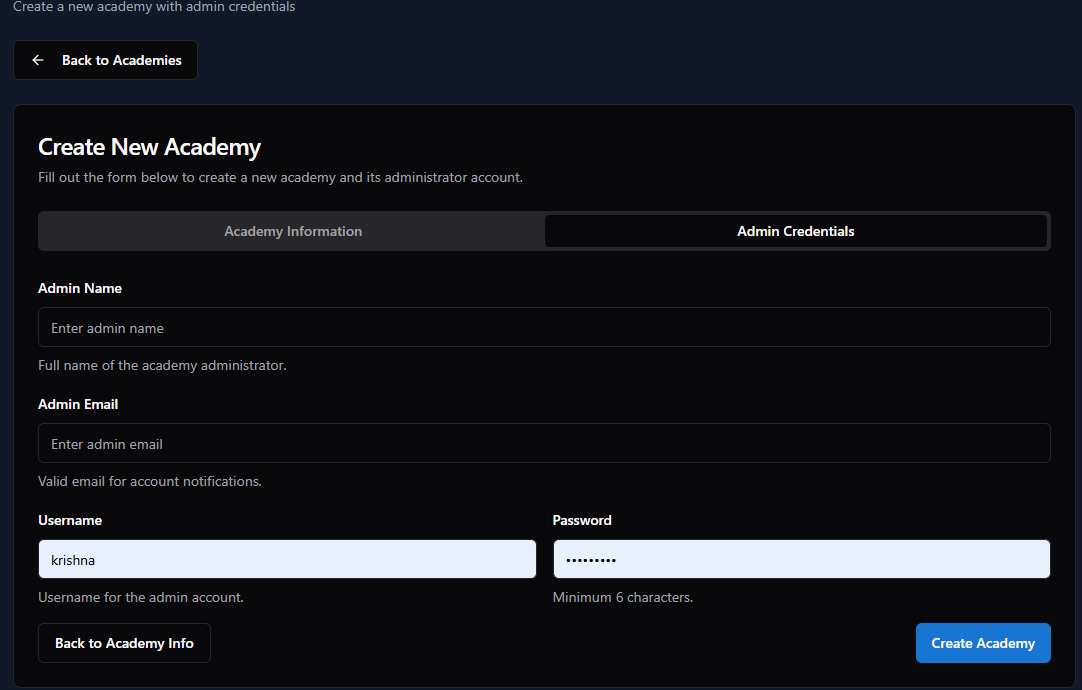 Create a new academy with admin credentials
Back to Academies
Create New Academy
Fill out the form below to create a new academy and its administrator account.
Academy Information
Admin Credentials
Admin Name
Enter admin name
Full name of the academy administrator.
Admin Email
Enter admin email
Valid email for account notifications.
Username
Password
krishna
•••••••••
Username for the admin account.
Minimum 6 characters.
Back to Academy Info
Create Academy